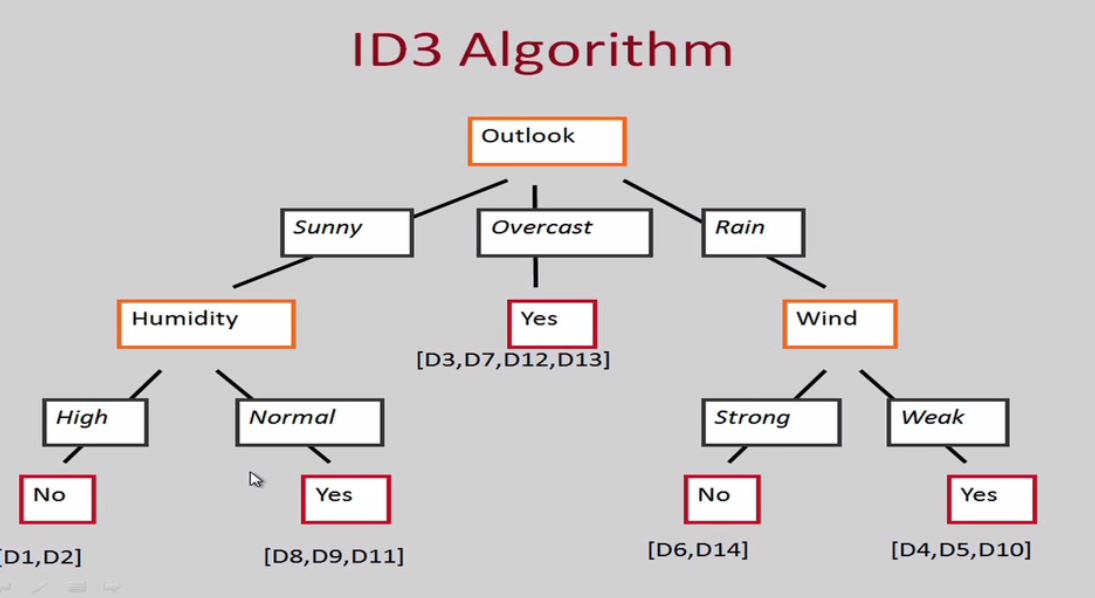 ID3 Algorithm
Outlook
Sunny Overcast Rain
Humidity Yes Wind
[D3,D7,D12,D13]
High Normal Strong Weak
No Yes No Yes
[D1,D2] [D8,D9,D11] [D6,D14] [D4,D5,D10]